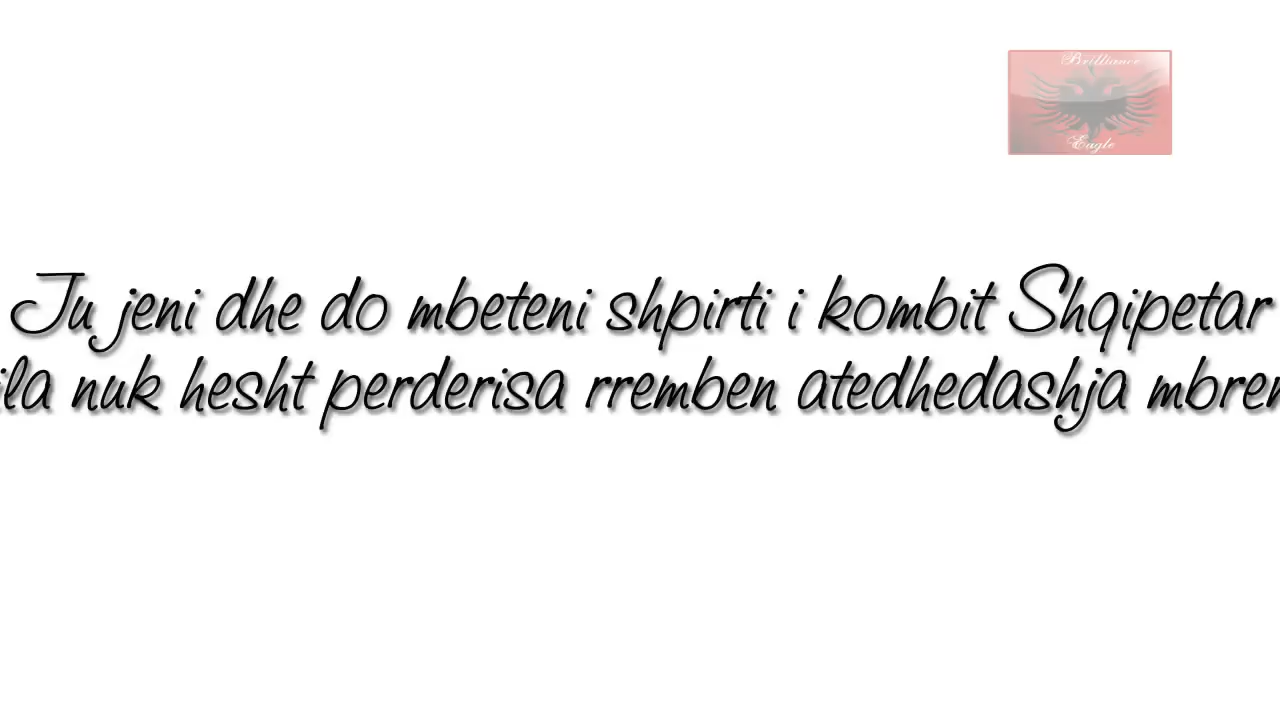 Brilliance
Eagle
Ju jeni dhe do mbeteni shpirti i kombit Shqipetar
nuk hesht perderisa rremben atedhedashja